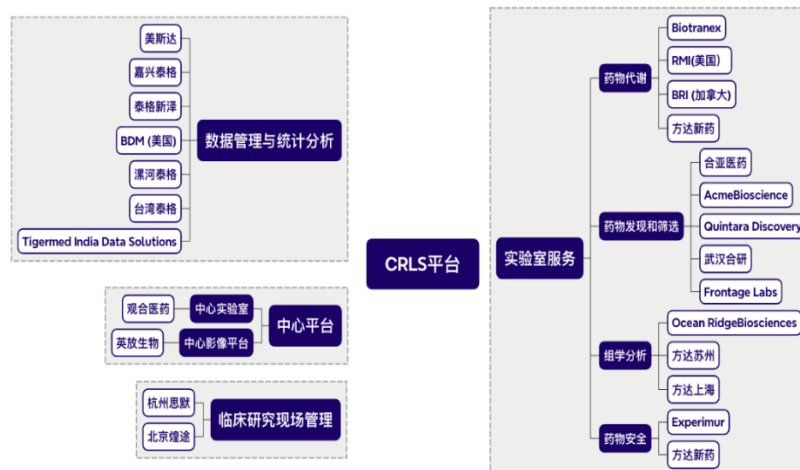 美斯达
嘉兴泰格
泰格新泽
BDM (美国)
漯河泰格
台湾泰格
Tigermed India Data Solutions
数据管理与统计分析
观合医药
中心实验室
英放生物
中心影像平台
中心平台
杭州思默
北京煌途
临床研究现场管理
CRLS平台
实验室服务
药物代谢
Biotranex
RMI(美国)
BRI (加拿大)
方达新药
药物发现和筛选
合亚医药
AcmeBioscience
Quintara Discovery
武汉合研
Frontage Labs
组学分析
Ocean RidgeBiosciences
方达苏州
方达上海
药物安全
Experimur
方达新药